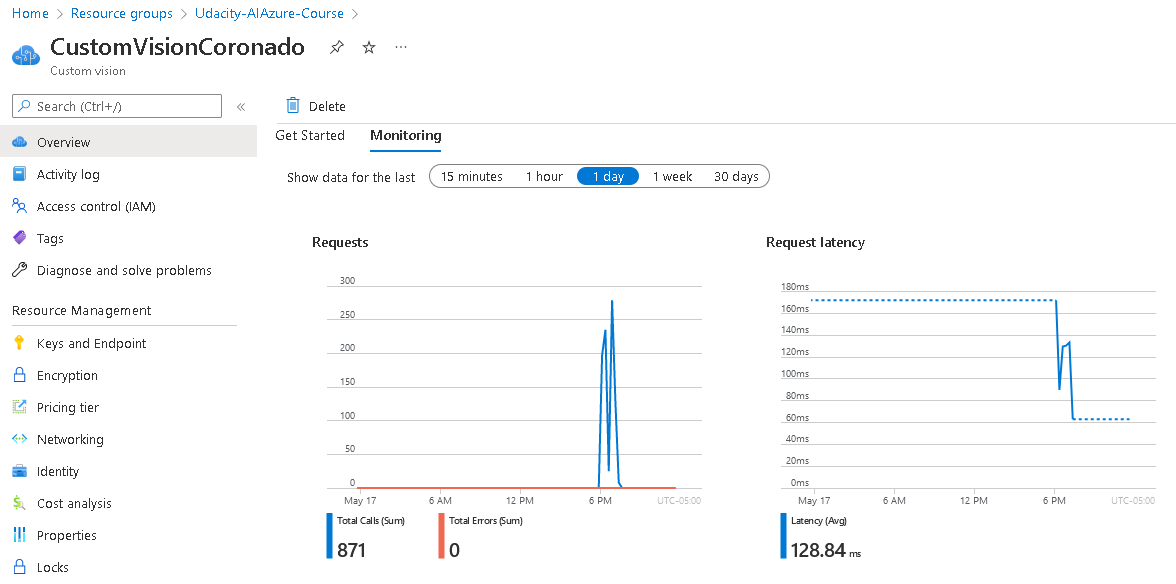 Home > Resource groups > Udacity-AIAzure-Course >
CustomVisionCoronado
Custom vision
Search (Ctrl+/)
«
Overview
Activity log
Access control (IAM)
Tags
Diagnose and solve problems
Resource Management
Keys and Endpoint
Encryption
Pricing tier
Networking
Identity
Cost analysis
Properties
Locks
Delete
Get Started Monitoring
Show data for the last 15 minutes 1 hour 1 day 1 week 30 days
Requests
300
250
200
150
100
50
0
May 17 6 AM 12 PM 6 PM UTC-05:00
Total Calls (Sum) Total Errors (Sum)
871 0
Request latency
180ms
160ms
140ms
120ms
100ms
80ms
60ms
40ms
20ms
0ms
May 17 6 AM 12 PM 6 PM UTC-05:00
Latency (Avg)
128.84 ms